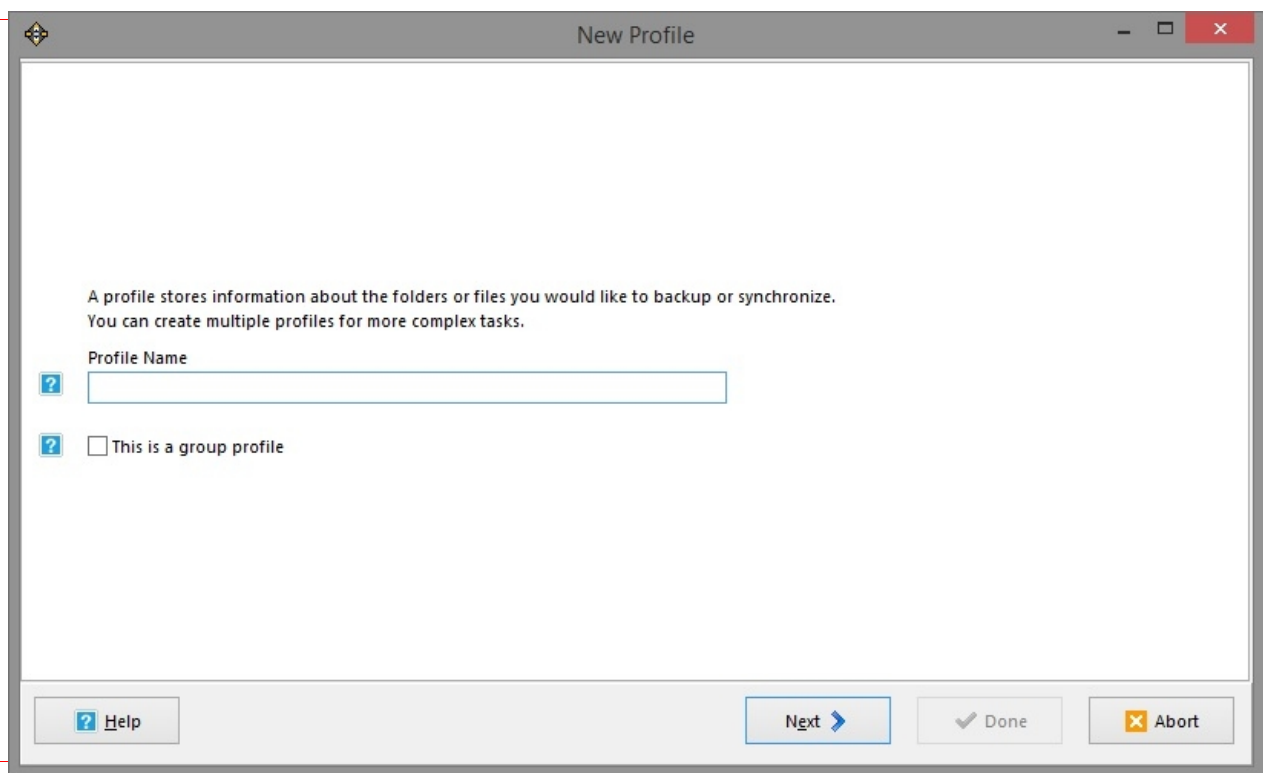 New Profile
A profile stores information about the folders or files you would like to backup or synchronize.
You can create multiple profiles for more complex tasks.
Profile Name
This is a group profile
Help
Next
Done
Abort